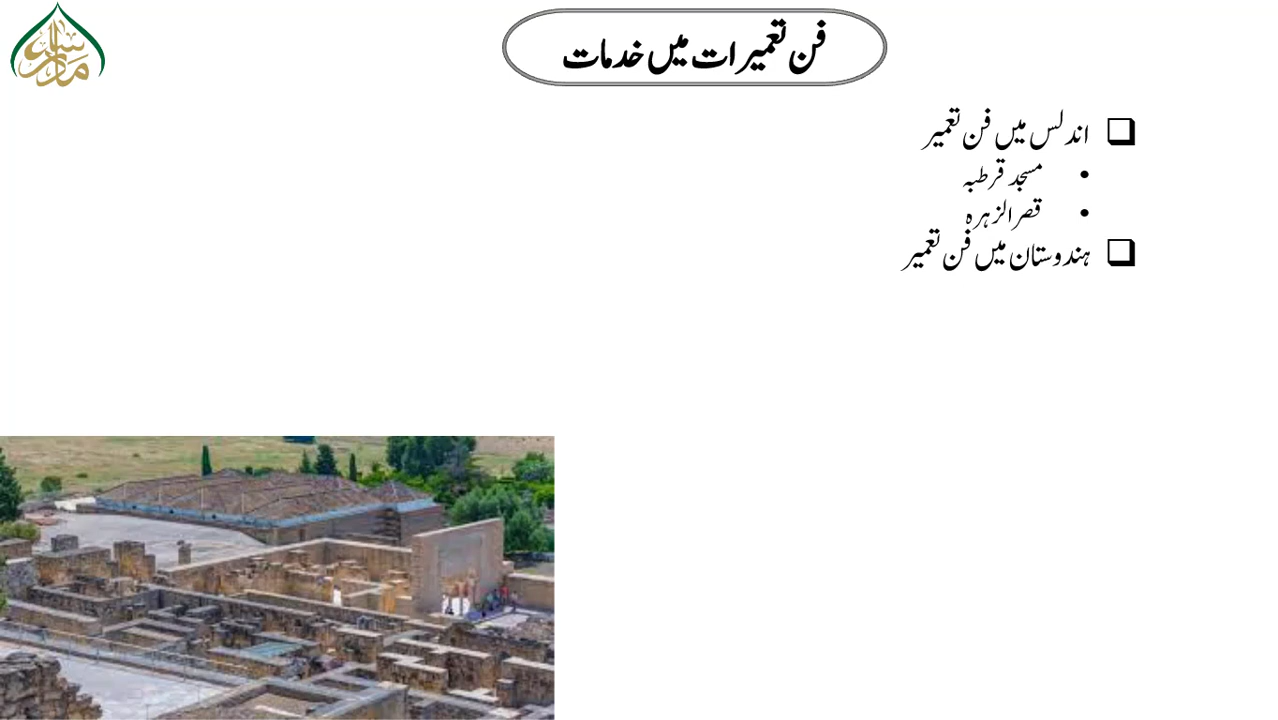 فن تعمیرات میں خدمات
اندلس میں فن تعمیر
مسجد قرطبہ
قصر الزہرہ
ہندوستان میں فن تعمیر